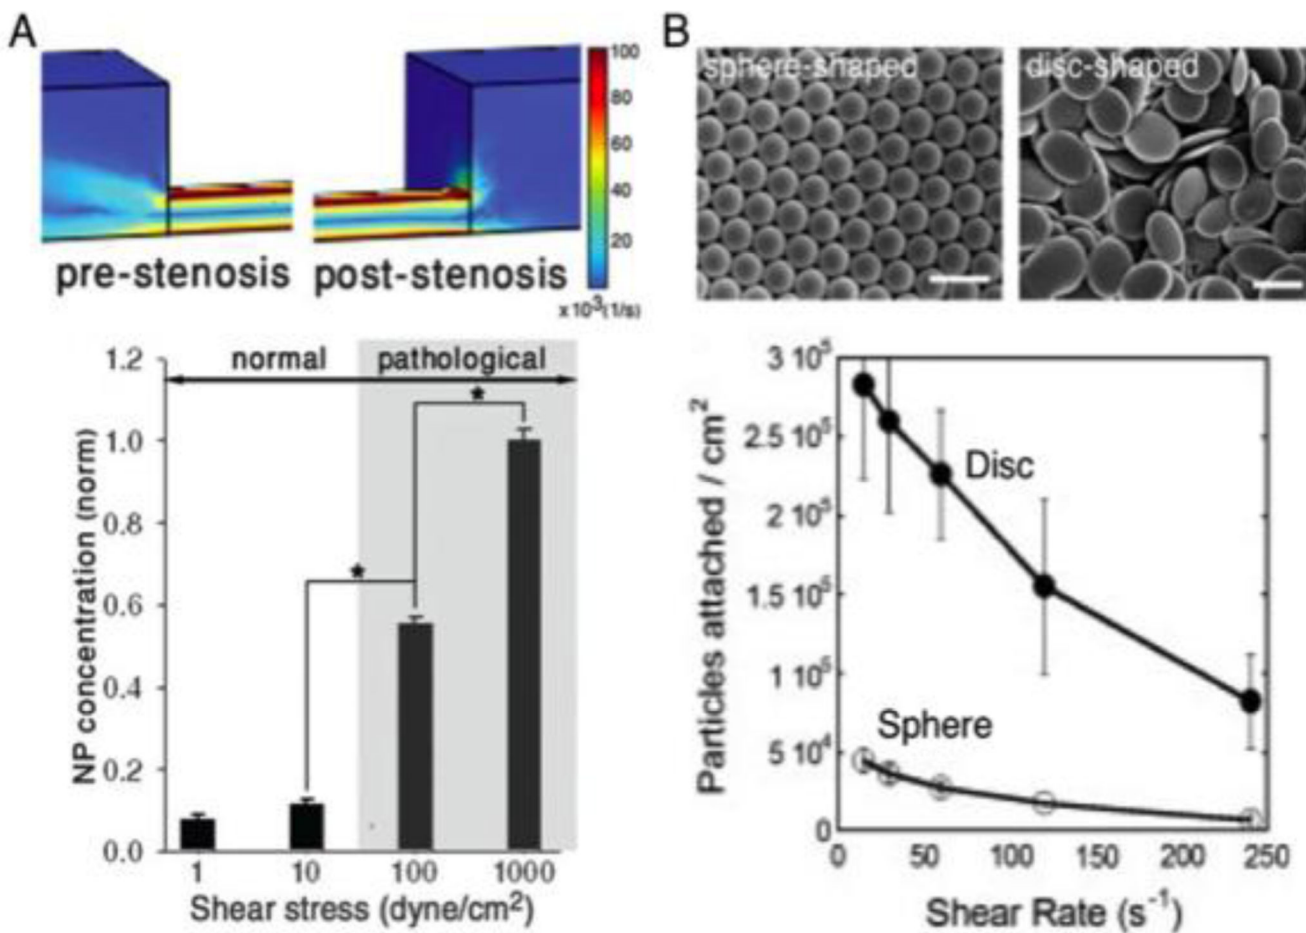 A
B
100
80
60
40
20
x10³(1/s)
pre-stenosis
post-stenosis
sphere-shaped
disc-shaped
normal
pathological
*
*
NP concentration (norm)
1.2
1.0
0.8
0.6
0.4
0.2
0.0
1
10
100
1000
Shear stress (dyne/cm²)
Particles attached / cm²
3 10⁵
2.5 10⁵
2 10⁵
1.5 10⁵
1 10⁵
5 10⁴
0
Disc
Sphere
0
50
100
150
200
250
Shear Rate (s⁻¹)